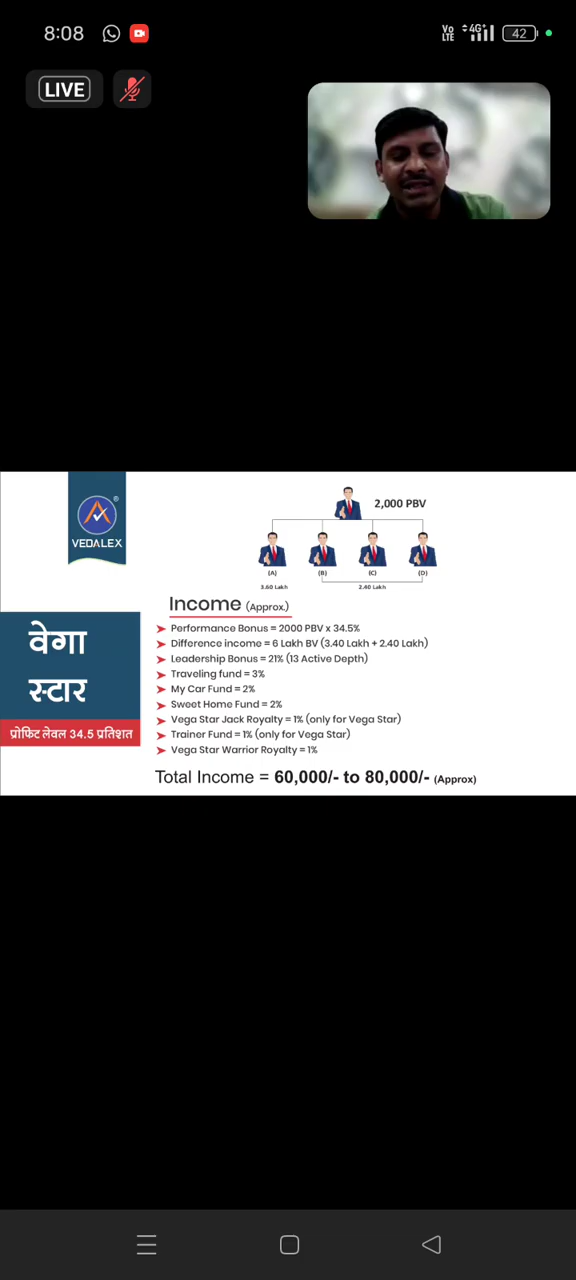 8:08
Vo LTE 4G+ 42
LIVE
2,000 PBV
VEDALEX
(A) (B) (C) (D)
3.60 Lakh 2.40 Lakh
Income (Approx.)
Performance Bonus = 2000 PBV x 34.5%
Difference income = 6 Lakh BV (3.40 Lakh + 2.40 Lakh)
Leadership Bonus = 21% (13 Active Depth)
Traveling fund = 3%
My Car Fund = 2%
Sweet Home Fund = 2%
Vega Star Jack Royalty = 1% (only for Vega Star)
Trainer Fund = 1% (only for Vega Star)
Vega Star Warrior Royalty = 1%
वेगा
स्टार
प्रोफिट लेवल 34.5 प्रतिशत
Total Income = 60,000/- to 80,000/- (Approx)